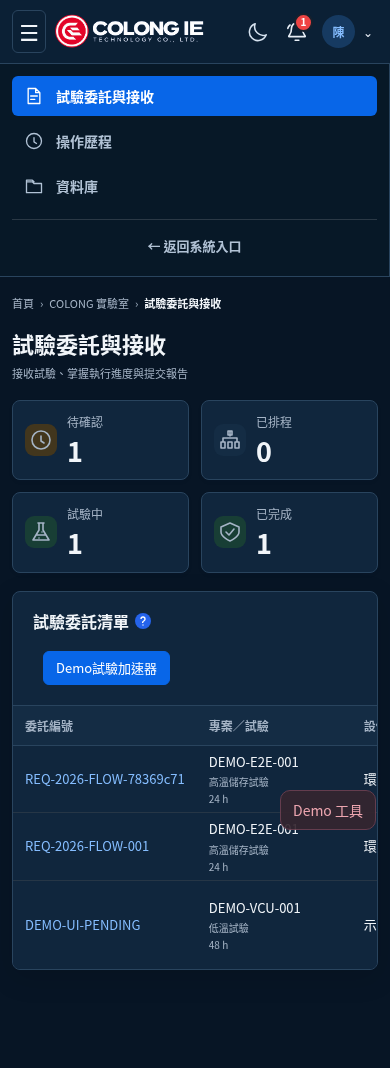 COLONG IE
TECHNOLOGY CO., LTD.
1
陳
試驗委託與接收
操作歷程
資料庫
← 返回系統入口
首頁 › COLONG 實驗室 › 試驗委託與接收
試驗委託與接收
接收試驗、掌握執行進度與提交報告
待確認
1
已排程
0
試驗中
1
已完成
1
試驗委託清單 ?
Demo試驗加速器
委託編號 專案／試驗 設
REQ-2026-FLOW-78369c71 DEMO-E2E-001 環
高溫儲存試驗
24 h
Demo 工具
REQ-2026-FLOW-001 DEMO-E2E-001 環
高溫儲存試驗
24 h
DEMO-UI-PENDING DEMO-VCU-001 示
低溫試驗
48 h